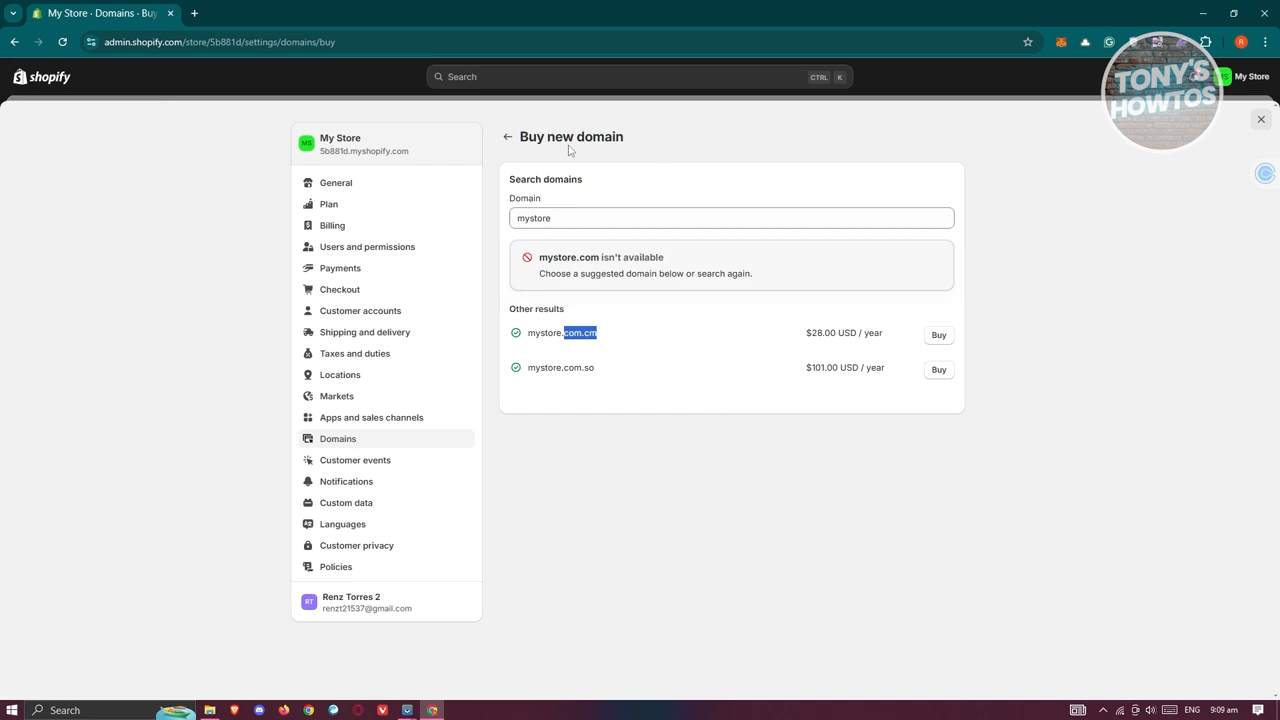 My Store · Domains · Buy
admin.shopify.com/store/5b881d/settings/domains/buy
shopify
Search
CTRL
K
MS
My Store
TONY'S
HOWTOS
MS
My Store
5b881d.myshopify.com
General
Plan
Billing
Users and permissions
Payments
Checkout
Customer accounts
Shipping and delivery
Taxes and duties
Locations
Markets
Apps and sales channels
Domains
Customer events
Notifications
Custom data
Languages
Customer privacy
Policies
RT
Renz Torres 2
renzt21537@gmail.com
Buy new domain
Search domains
Domain
mystore
mystore.com isn't available
Choose a suggested domain below or search again.
Other results
mystore.com.cm $28.00 USD / year Buy
mystore.com.so $101.00 USD / year Buy
Search
ENG
9:09 am